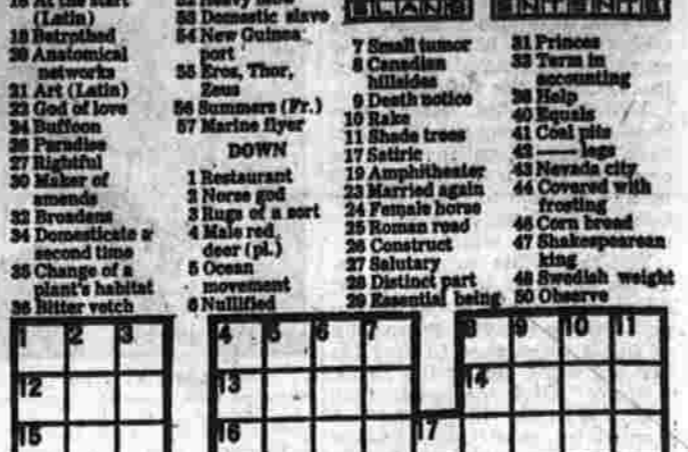 (Latin)
18 Betrothed
20 Anatomical
networks
21 Art (Latin)
22 God of love
24 Buffoon
26 Paradise
27 Rightful
30 Maker of
amends
32 Broadens
34 Domesticate a
second time
35 Change of a
plant's habitat
36 Bitter vetch
53 Domestic slave
54 New Guinea
port
55 Eros, Thor,
Zeus
56 Summers (Fr.)
57 Marine flyer
DOWN
1 Restaurant
2 Norse god
3 Rugs of a sort
4 Male red
deer (pl.)
5 Ocean
movement
6 Nullified
7 Small tumor
8 Canadian
hillsides
9 Death notice
10 Rake
11 Shade trees
17 Satiric
19 Amphitheater
23 Married again
24 Female horse
25 Roman road
26 Construct
27 Salutary
28 Distinct part
29 Essential being
31 Princes
33 Term in
accounting
38 Help
40 Equals
41 Coal pits
42 —— legs
43 Nevada city
44 Covered with
frosting
46 Corn bread
47 Shakespearean
king
48 Swedish weight
50 Observe
1 2 3 4 5 6 7 8 9 10 11
12 13 14
15 16 17